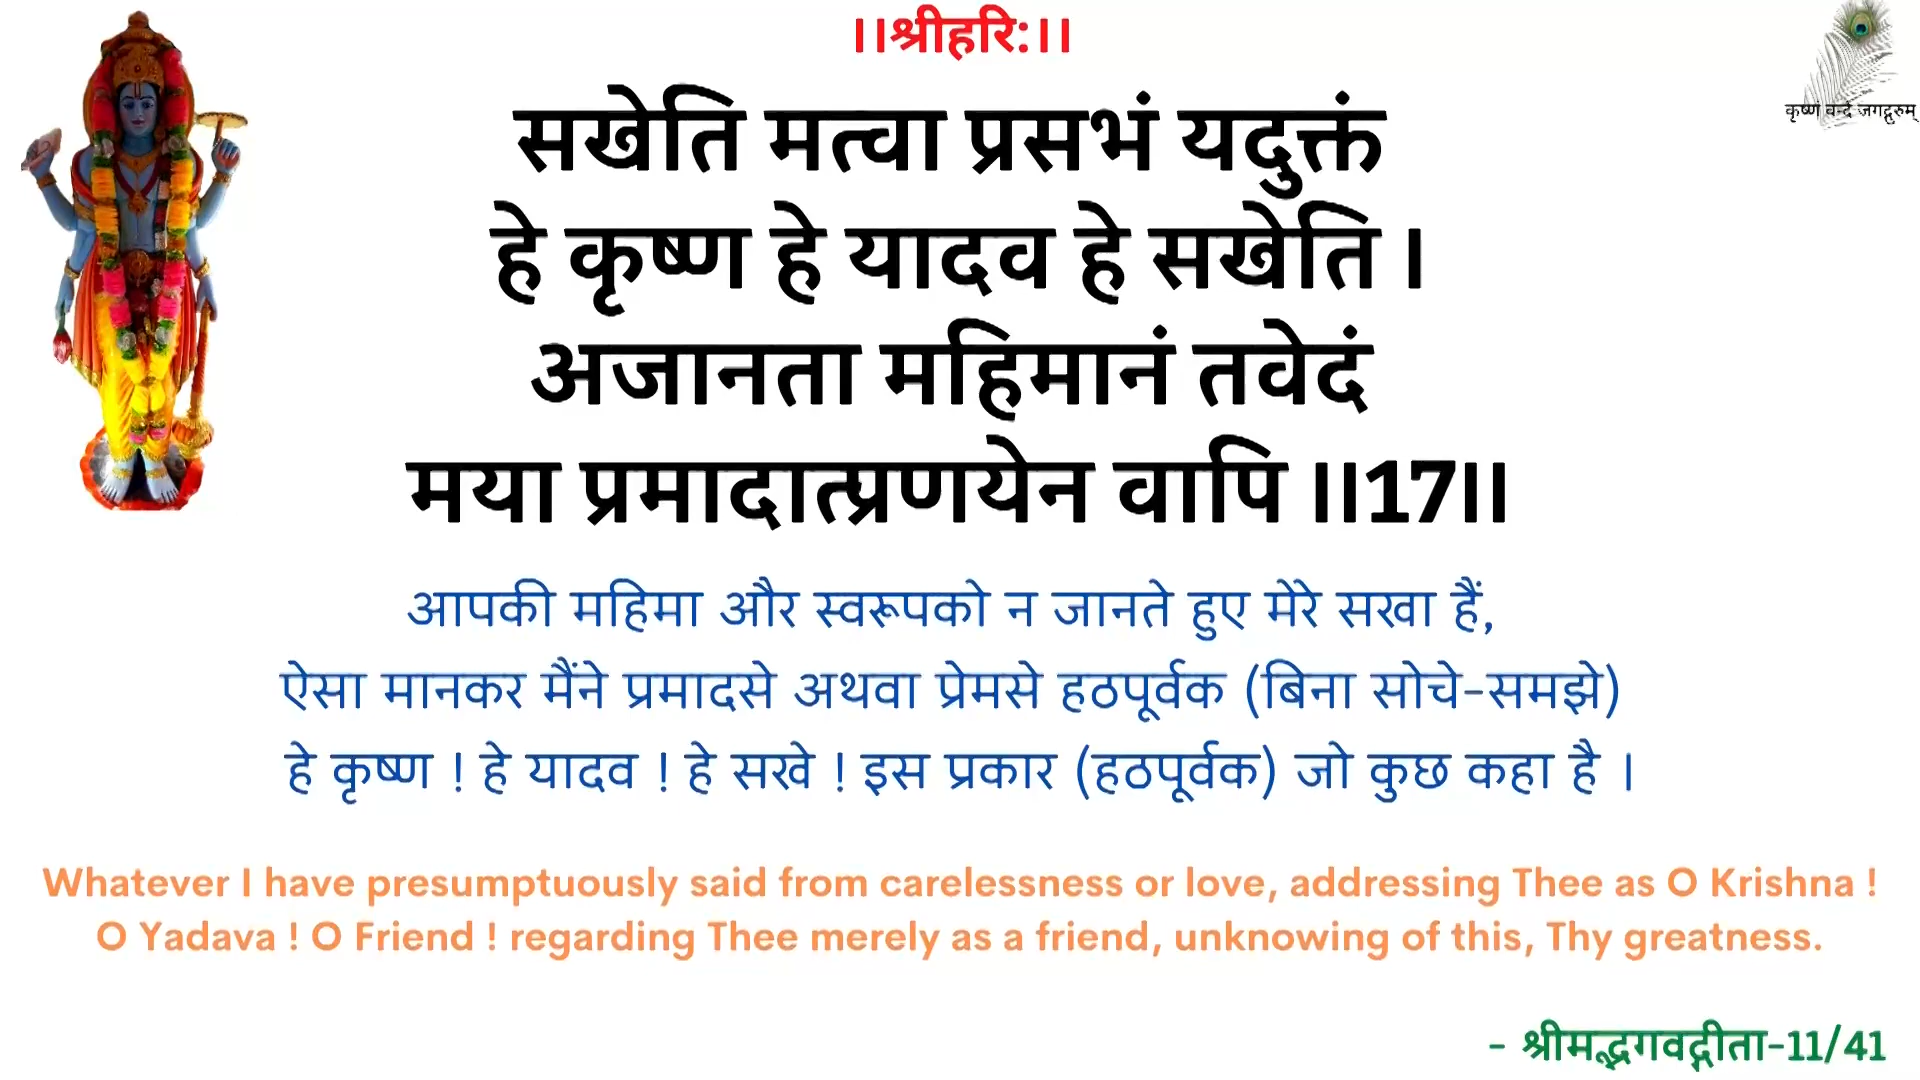 ।।श्रीहरि:।।
कृष्णं वन्दे जगद्गुरुम्
सखेति मत्वा प्रसभं यदुक्तं
हे कृष्ण हे यादव हे सखेति ।
अजानता महिमानं तवेदं
मया प्रमादात्प्रणयेन वापि ।।17।।
आपकी महिमा और स्वरूपको न जानते हुए मेरे सखा हैं,
ऐसा मानकर मैंने प्रमादसे अथवा प्रेमसे हठपूर्वक (बिना सोचे-समझे)
हे कृष्ण ! हे यादव ! हे सखे ! इस प्रकार (हठपूर्वक) जो कुछ कहा है ।
Whatever I have presumptuously said from carelessness or love, addressing Thee as O Krishna !
O Yadava ! O Friend ! regarding Thee merely as a friend, unknowing of this, Thy greatness.
- श्रीमद्भगवद्गीता-11/41